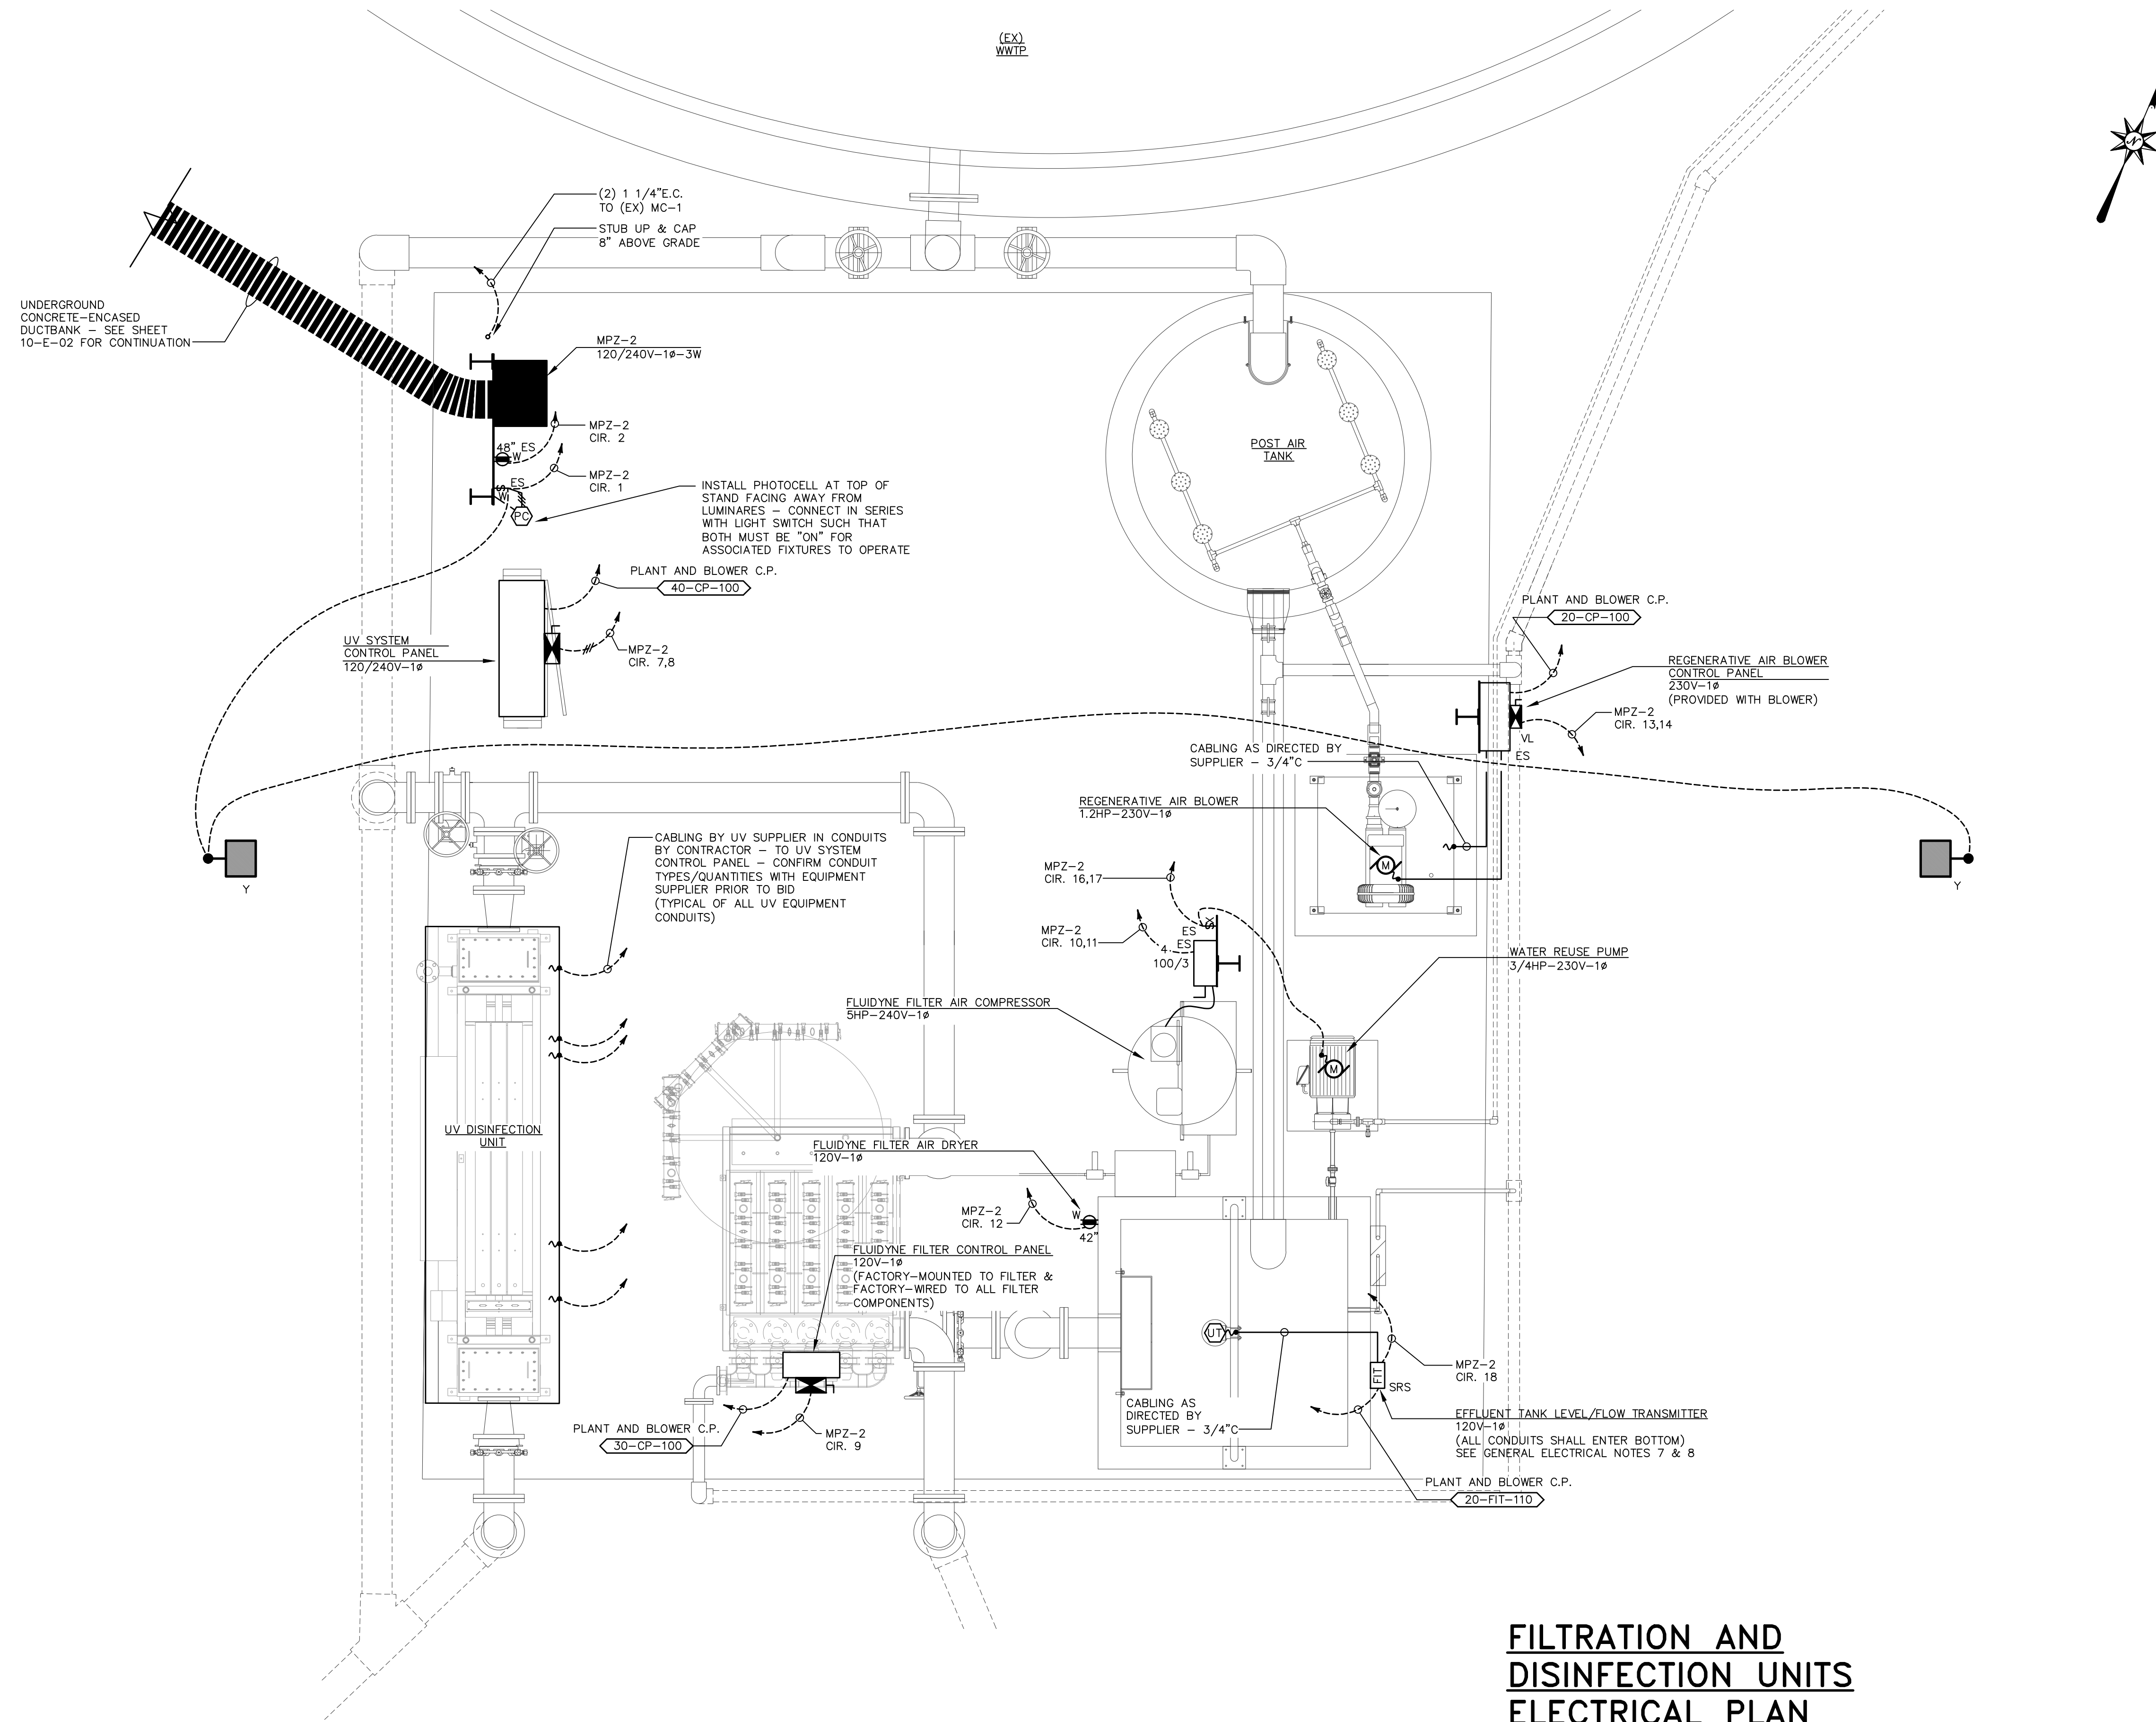 (EX)
WWTP
(2) 1 1/4"E.C.
TO (EX) MC-1
STUB UP & CAP
8" ABOVE GRADE
UNDERGROUND
CONCRETE-ENCASED
DUCTBANK - SEE SHEET
10-E-02 FOR CONTINUATION
MPZ-2
120/240V-1ø-3W
MPZ-2
CIR. 2
48" ES
W
MPZ-2
CIR. 1
ES
S
W
PC
INSTALL PHOTOCELL AT TOP OF
STAND FACING AWAY FROM
LUMINARES - CONNECT IN SERIES
WITH LIGHT SWITCH SUCH THAT
BOTH MUST BE "ON" FOR
ASSOCIATED FIXTURES TO OPERATE
POST AIR
TANK
N
PLANT AND BLOWER C.P.
40-CP-100
UV SYSTEM
CONTROL PANEL
120/240V-1ø
MPZ-2
CIR. 7,8
PLANT AND BLOWER C.P.
20-CP-100
REGENERATIVE AIR BLOWER
CONTROL PANEL
230V-1ø
(PROVIDED WITH BLOWER)
MPZ-2
CIR. 13,14
VL
ES
CABLING AS DIRECTED BY
SUPPLIER - 3/4"C
REGENERATIVE AIR BLOWER
1.2HP-230V-1ø
M
Y
Y
CABLING BY UV SUPPLIER IN CONDUITS
BY CONTRACTOR - TO UV SYSTEM
CONTROL PANEL - CONFIRM CONDUIT
TYPES/QUANTITIES WITH EQUIPMENT
SUPPLIER PRIOR TO BID
(TYPICAL OF ALL UV EQUIPMENT
CONDUITS)
MPZ-2
CIR. 16,17
MPZ-2
CIR. 10,11
SX
ES
4
ES
100/3
WATER REUSE PUMP
3/4HP-230V-1ø
M
FLUIDYNE FILTER AIR COMPRESSOR
5HP-240V-1ø
UV DISINFECTION
UNIT
FLUIDYNE FILTER AIR DRYER
120V-1ø
MPZ-2
CIR. 12
W
42"
FLUIDYNE FILTER CONTROL PANEL
120V-1ø
(FACTORY-MOUNTED TO FILTER &
FACTORY-WIRED TO ALL FILTER
COMPONENTS)
UT
FIT
SRS
MPZ-2
CIR. 18
CABLING AS
DIRECTED BY
SUPPLIER - 3/4"C
EFFLUENT TANK LEVEL/FLOW TRANSMITTER
120V-1ø
(ALL CONDUITS SHALL ENTER BOTTOM)
SEE GENERAL ELECTRICAL NOTES 7 & 8
PLANT AND BLOWER C.P.
30-CP-100
MPZ-2
CIR. 9
PLANT AND BLOWER C.P.
20-FIT-110
FILTRATION AND
DISINFECTION UNITS
ELECTRICAL PLAN